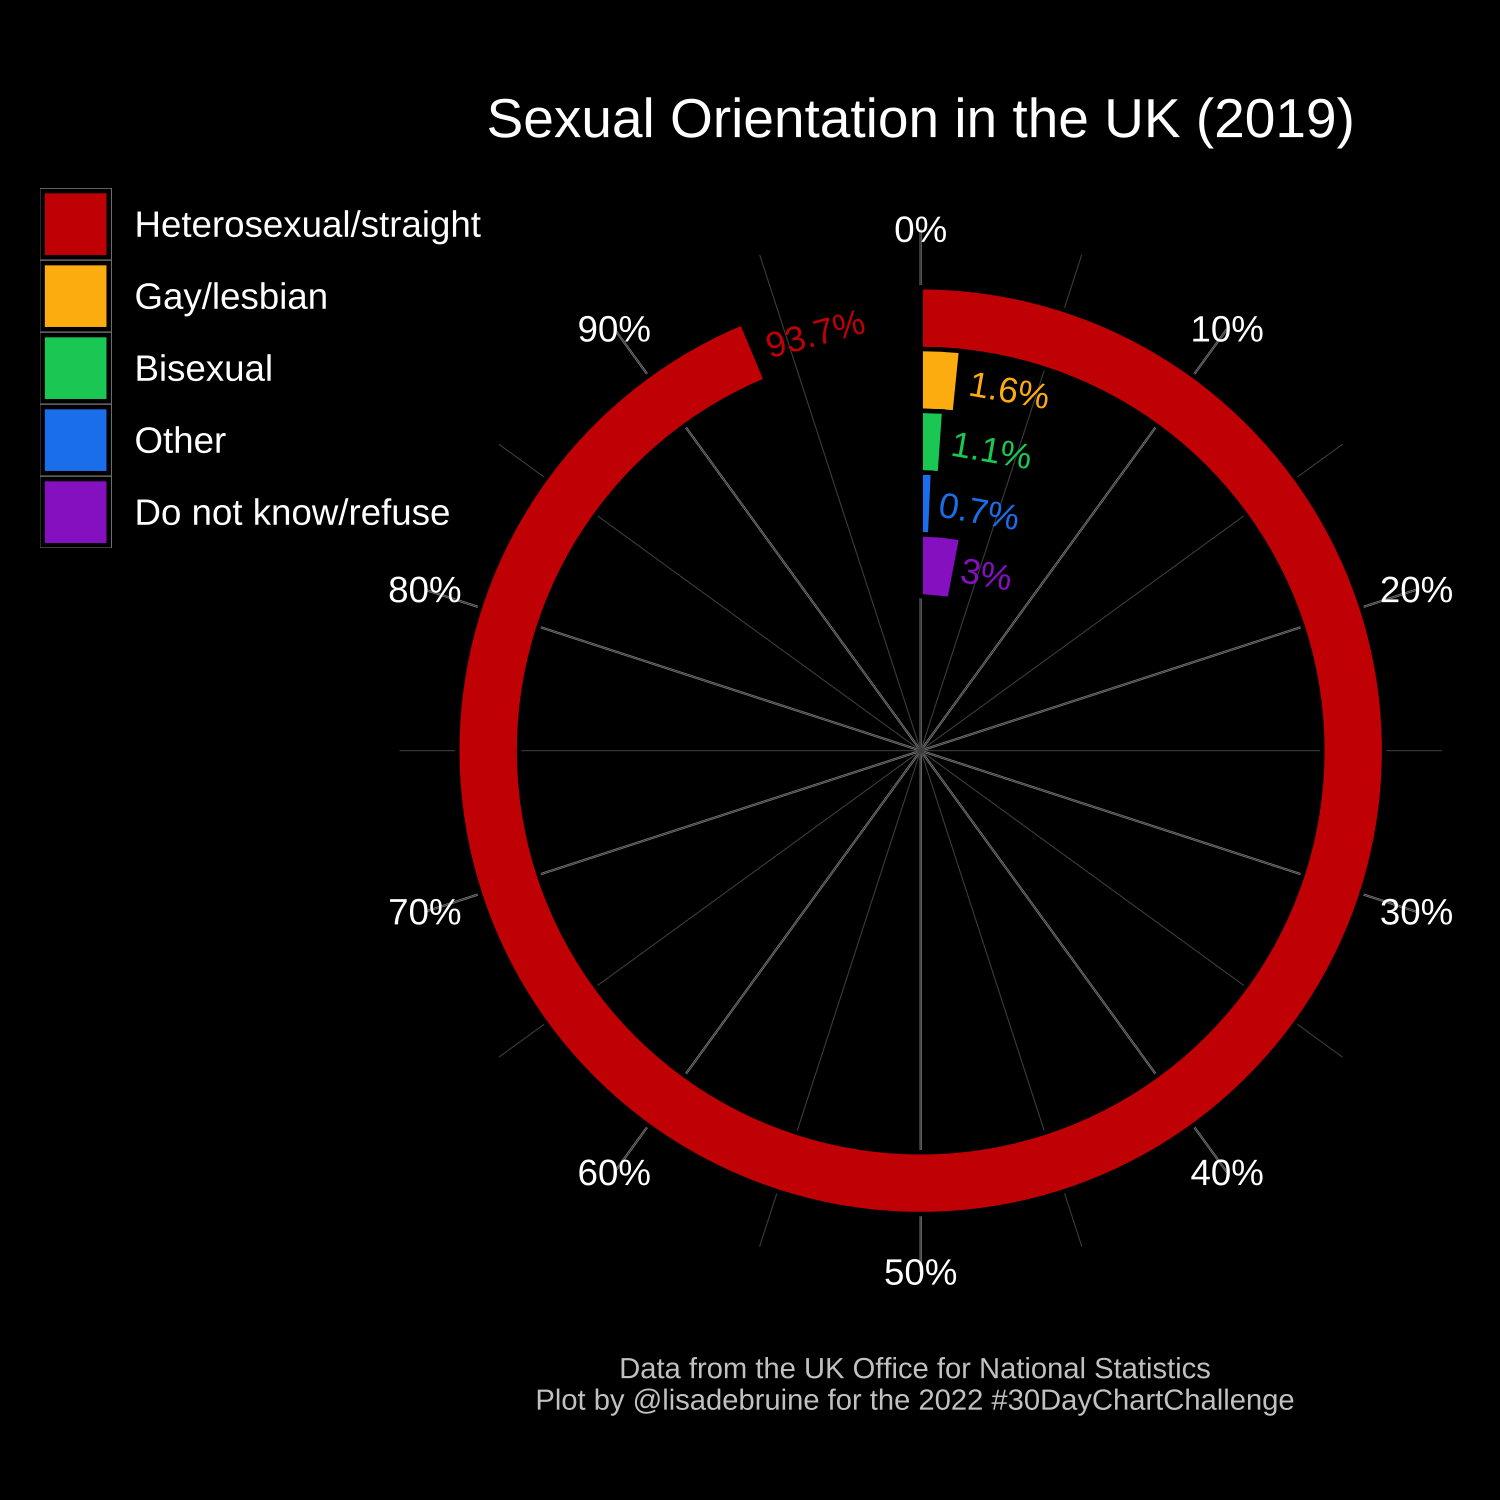 Sexual Orientation in the UK (2019)
Heterosexual/straight
Gay/lesbian
Bisexual
Other
Do not know/refuse
0%
10%
20%
30%
40%
50%
60%
70%
80%
90%
93.7%
1.6%
1.1%
0.7%
3%
Data from the UK Office for National Statistics
Plot by @lisadebruine for the 2022 #30DayChartChallenge